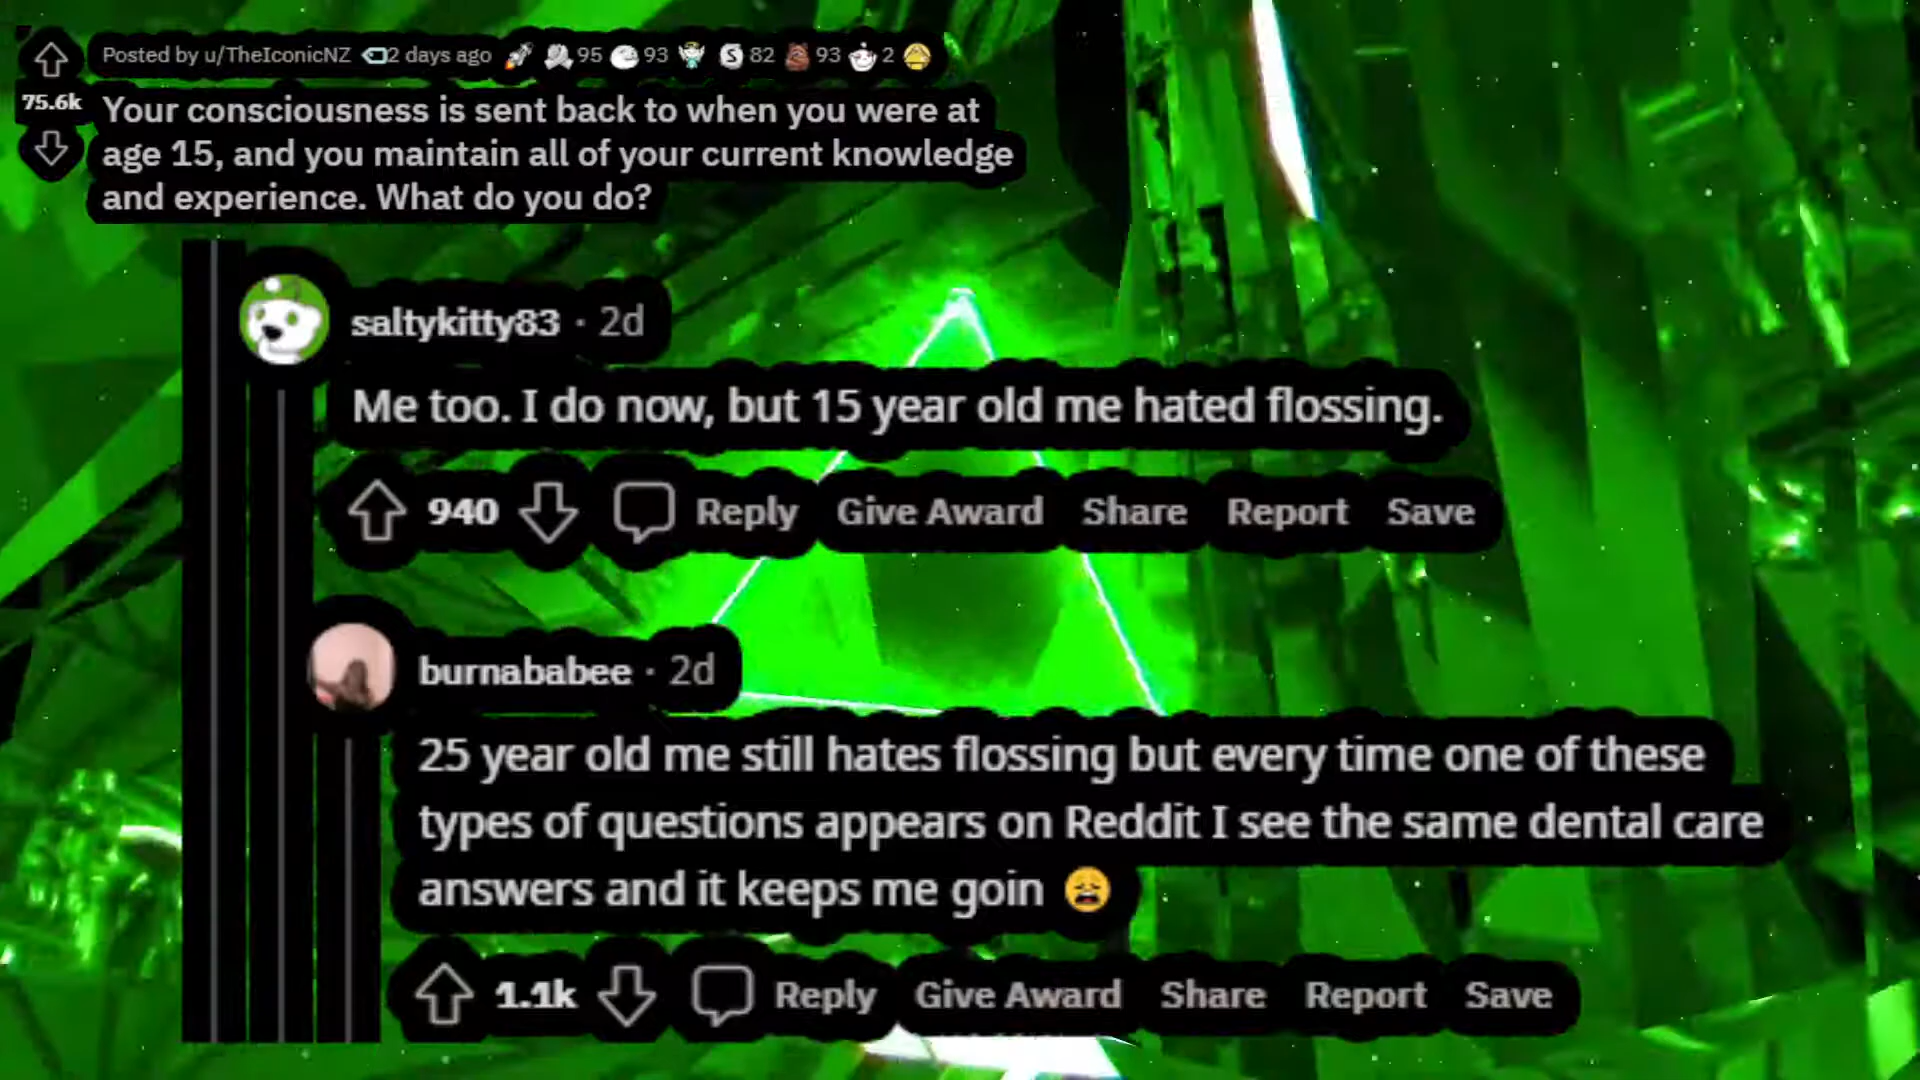 Posted by u/TheIconicNZ 2 days ago 95 93 82 93 2
75.6k
Your consciousness is sent back to when you were at
age 15, and you maintain all of your current knowledge
and experience. What do you do?
saltykitty83 · 2d
Me too. I do now, but 15 year old me hated flossing.
940 Reply Give Award Share Report Save
burnababee · 2d
25 year old me still hates flossing but every time one of these
types of questions appears on Reddit I see the same dental care
answers and it keeps me goin 😩
1.1k Reply Give Award Share Report Save